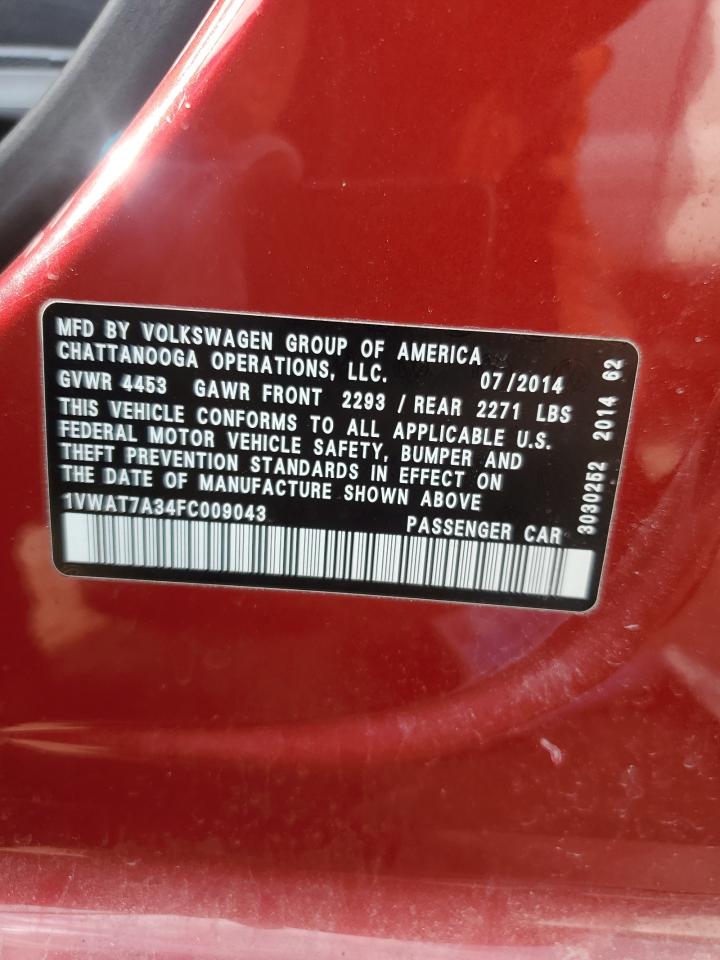 MFD BY VOLKSWAGEN GROUP OF AMERICA
CHATTANOOGA OPERATIONS, LLC. 07/2014
GVWR 4453 GAWR FRONT 2293 / REAR 2271 LBS
THIS VEHICLE CONFORMS TO ALL APPLICABLE U.S.
FEDERAL MOTOR VEHICLE SAFETY, BUMPER AND
THEFT PREVENTION STANDARDS IN EFFECT ON
THE DATE OF MANUFACTURE SHOWN ABOVE
1VWAT7A34FC009043 PASSENGER CAR
3030252 2014 62